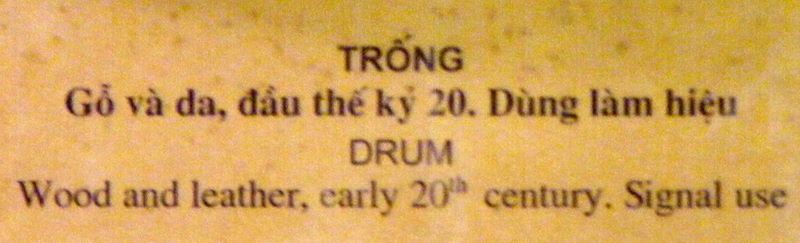 TRỐNG
Gỗ và da, đầu thế kỷ 20. Dùng làm hiệu
DRUM
Wood and leather, early 20th century. Signal use